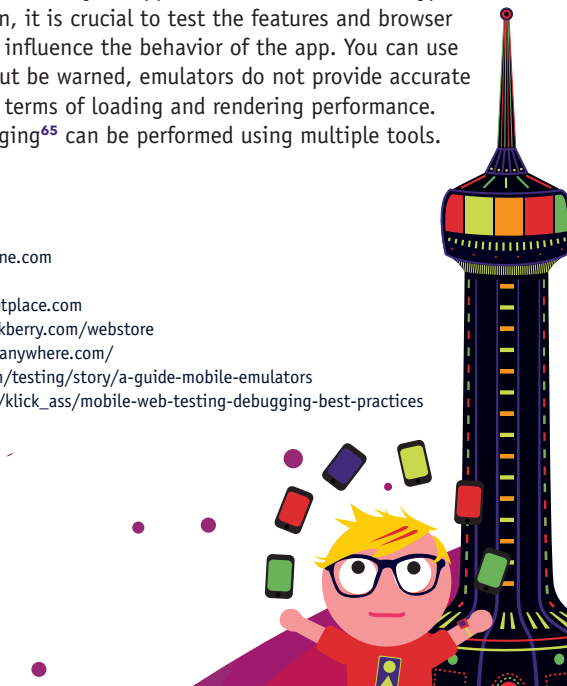 n, it is crucial to test the features and browser
influence the behavior of the app. You can use
ut be warned, emulators do not provide accurate
terms of loading and rendering performance.
ging65 can be performed using multiple tools.
ne.com
tplace.com
kberry.com/webstore
anywhere.com/
/testing/story/a-guide-mobile-emulators
/klick_ass/mobile-web-testing-debugging-best-practices